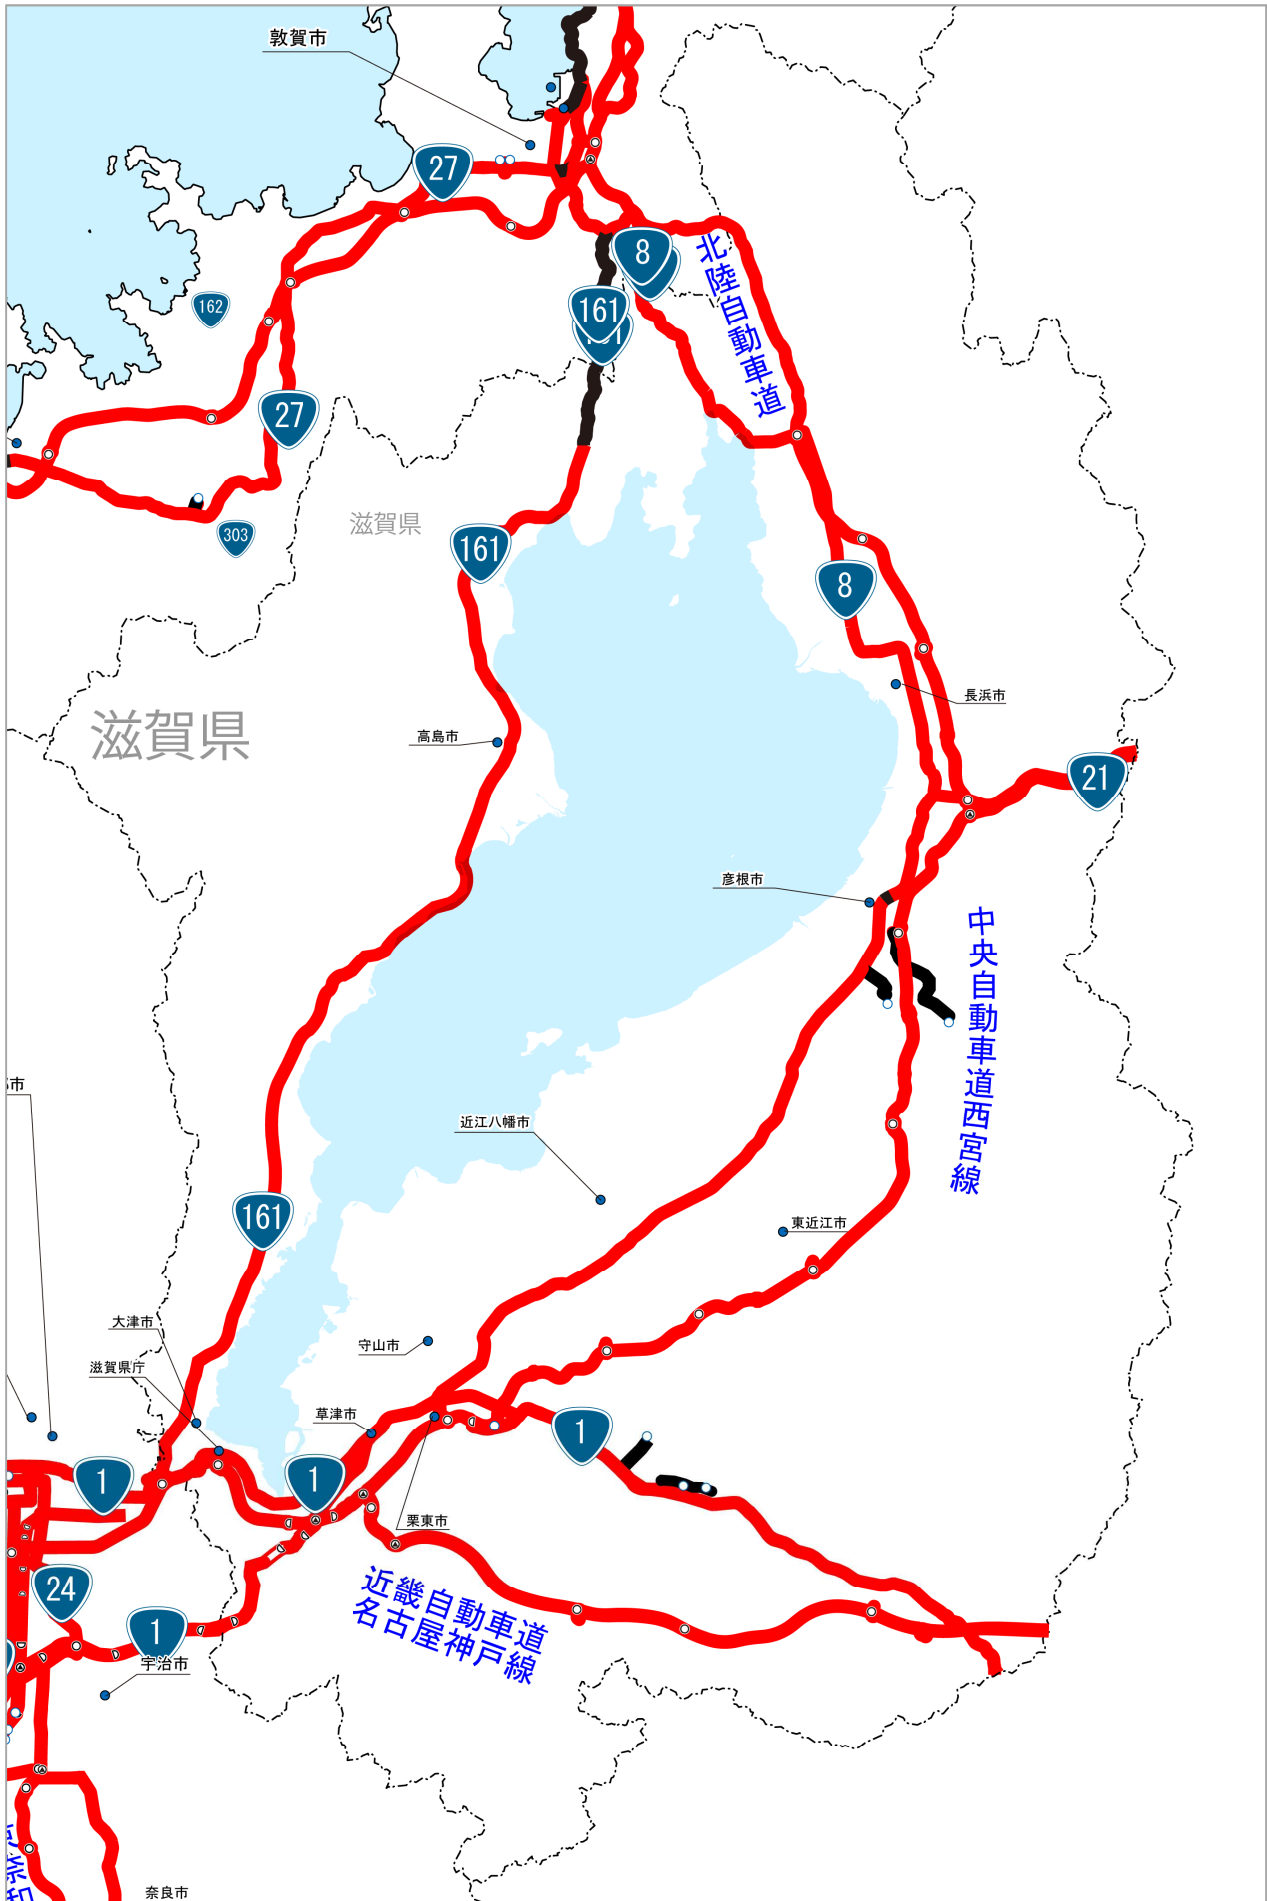 敦賀市
27
8
北陸自動車道
162
161
27
滋賀県
303
161
8
長浜市
滋賀県
高島市
21
彦根市
中央自動車道西宮線
市
近江八幡市
161
東近江市
大津市
守山市
滋賀県庁
草津市
1
1
1
栗東市
24
近畿自動車道
名古屋神戸線
1
宇治市
奈良市